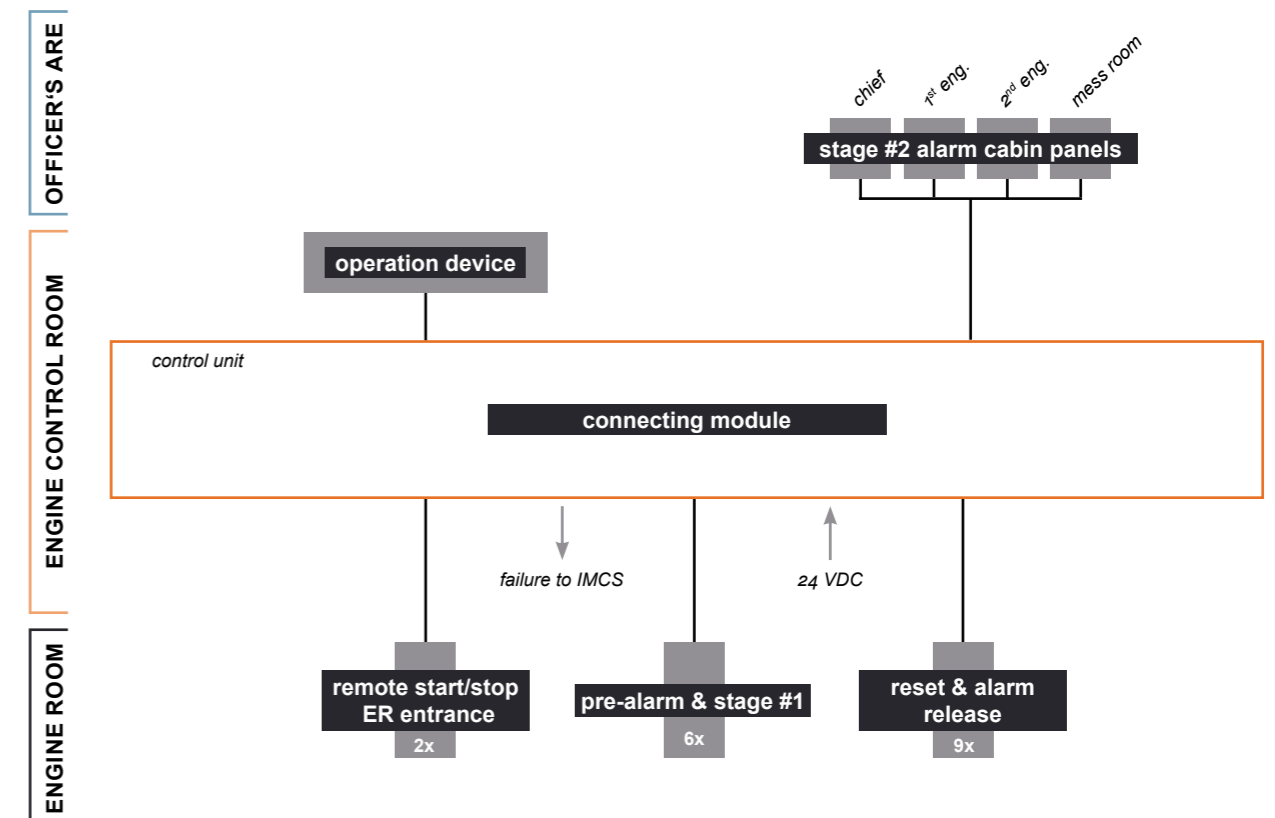 OFFICER'S ARE
chief
1st eng.
2nd eng.
mess room
stage #2 alarm cabin panels
ENGINE CONTROL ROOM
operation device
control unit
connecting module
failure to IMCS
24 VDC
ENGINE ROOM
remote start/stop
ER entrance
2x
pre-alarm & stage #1
6x
reset & alarm
release
9x